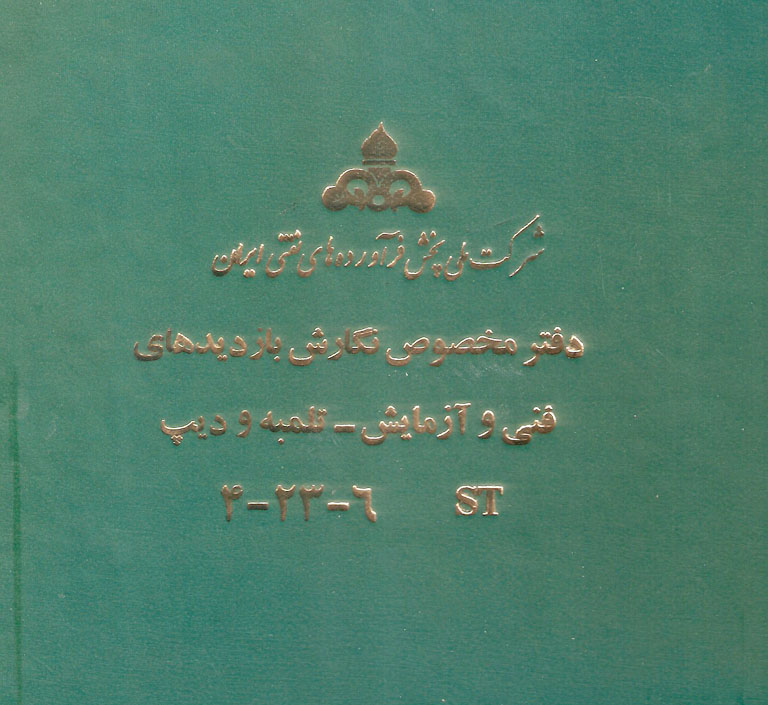 شرکت ملی پخش فرآورده های نفتی ایران
دفتر مخصوص نگارش بازدیدهای
فنی و آزمایش – تلمبه و دیپ
۴-۲۳-۶ ST